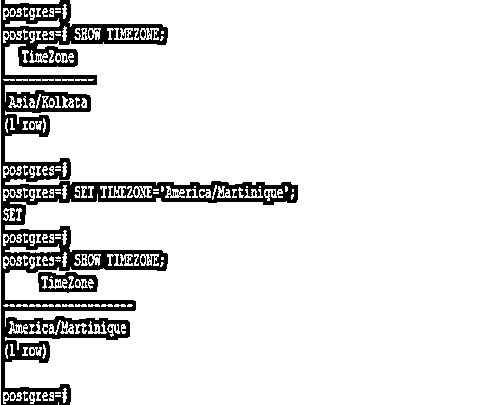 postgres=#
postgres=# SHOW TIMEZONE;
TimeZone
--------------
Asia/Kolkata
(1 row)
postgres=#
postgres=# SET TIMEZONE='America/Martinique';
SET
postgres=#
postgres=# SHOW TIMEZONE;
TimeZone
--------------------
America/Martinique
(1 row)
postgres=#